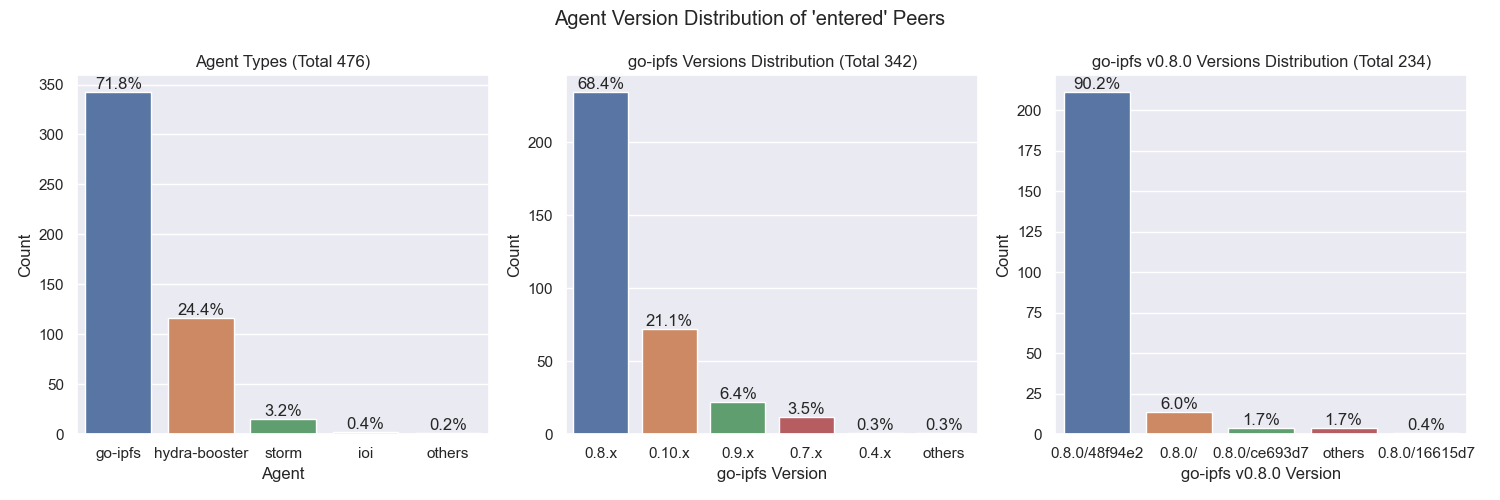 Agent Version Distribution of 'entered' Peers
Agent Types (Total 476)
350
300
250
200
150
100
50
0
Count
71.8%
24.4%
3.2%
0.4%
0.2%
go-ipfs hydra-booster storm ioi others
Agent
go-ipfs Versions Distribution (Total 342)
200
150
100
50
0
Count
68.4%
21.1%
6.4%
3.5%
0.3%
0.3%
0.8.x 0.10.x 0.9.x 0.7.x 0.4.x others
go-ipfs Version
go-ipfs v0.8.0 Versions Distribution (Total 234)
200
175
150
125
100
75
50
25
0
Count
90.2%
6.0%
1.7%
1.7%
0.4%
0.8.0/48f94e2 0.8.0/ 0.8.0/ce693d7 others 0.8.0/16615d7
go-ipfs v0.8.0 Version